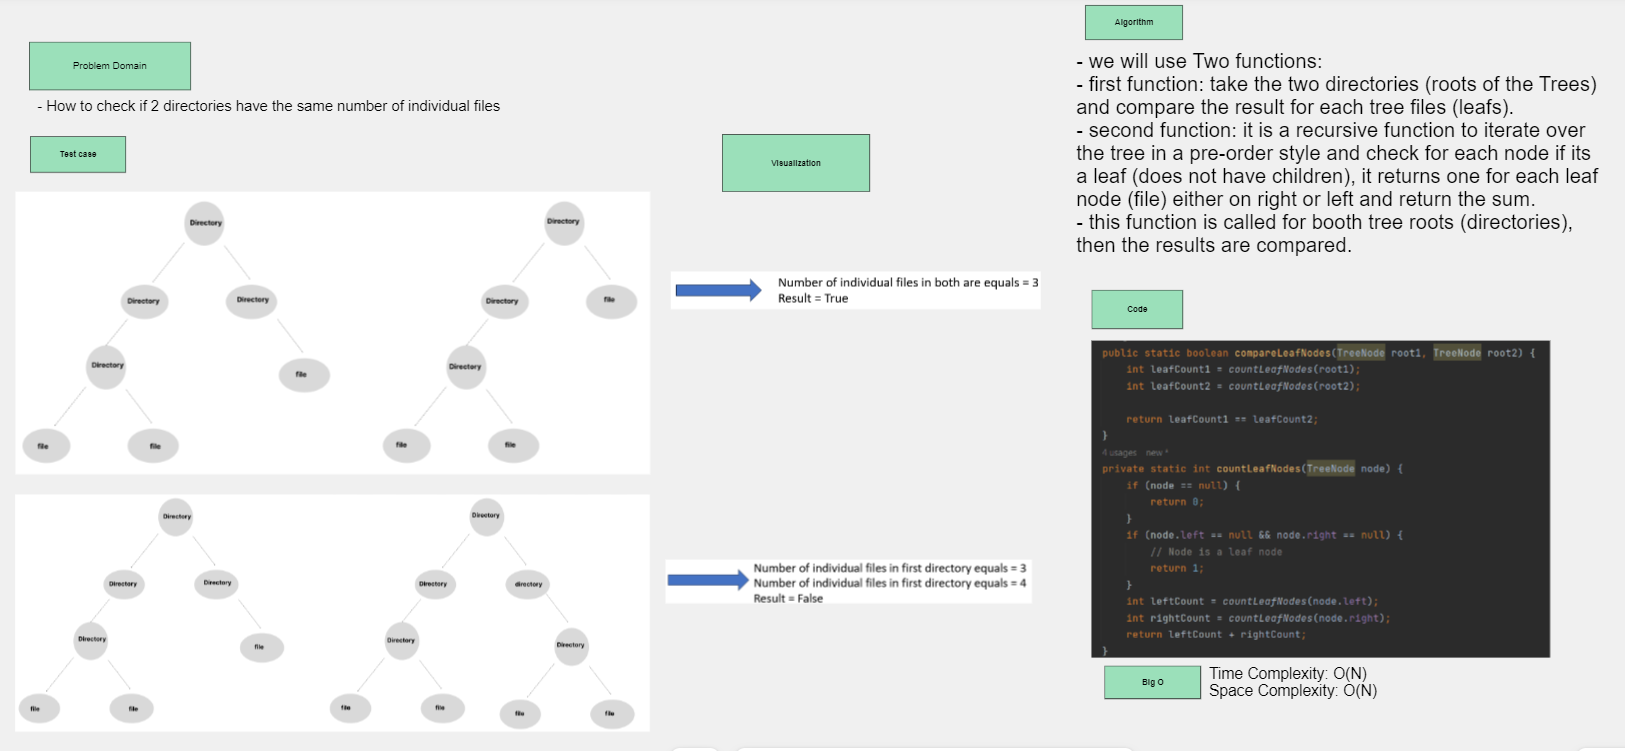 Problem Domain
- How to check if 2 directories have the same number of individual files
Test case
Directory
Directory
Directory
Directory
file
file
file
Directory
Directory
file
Directory
file
file
Directory
Directory
Directory
Directory
file
file
file
Directory
Directory
directory
Directory
Directory
file
file
file
file
Visualization
Number of individual files in both are equals = 3
Result = True
Number of individual files in first directory equals = 3
Number of individual files in first directory equals = 4
Result = False
Algorithm
- we will use Two functions:
- first function: take the two directories (roots of the Trees)
and compare the result for each tree files (leafs).
- second function: it is a recursive function to iterate over
the tree in a pre-order style and check for each node if its
a leaf (does not have children), it returns one for each leaf
node (file) either on right or left and return the sum.
- this function is called for booth tree roots (directories),
then the results are compared.
Code
public static boolean compareLeafNodes(TreeNode root1, TreeNode root2) {
int leafCount1 = countLeafNodes(root1);
int leafCount2 = countLeafNodes(root2);
return leafCount1 == leafCount2;
}
4 usages new *
private static int countLeafNodes(TreeNode node) {
if (node == null) {
return 0;
}
if (node.left == null && node.right == null) {
// Node is a leaf node
return 1;
}
int leftCount = countLeafNodes(node.left);
int rightCount = countLeafNodes(node.right);
return leftCount + rightCount;
}
Big O
Time Complexity: O(N)
Space Complexity: O(N)